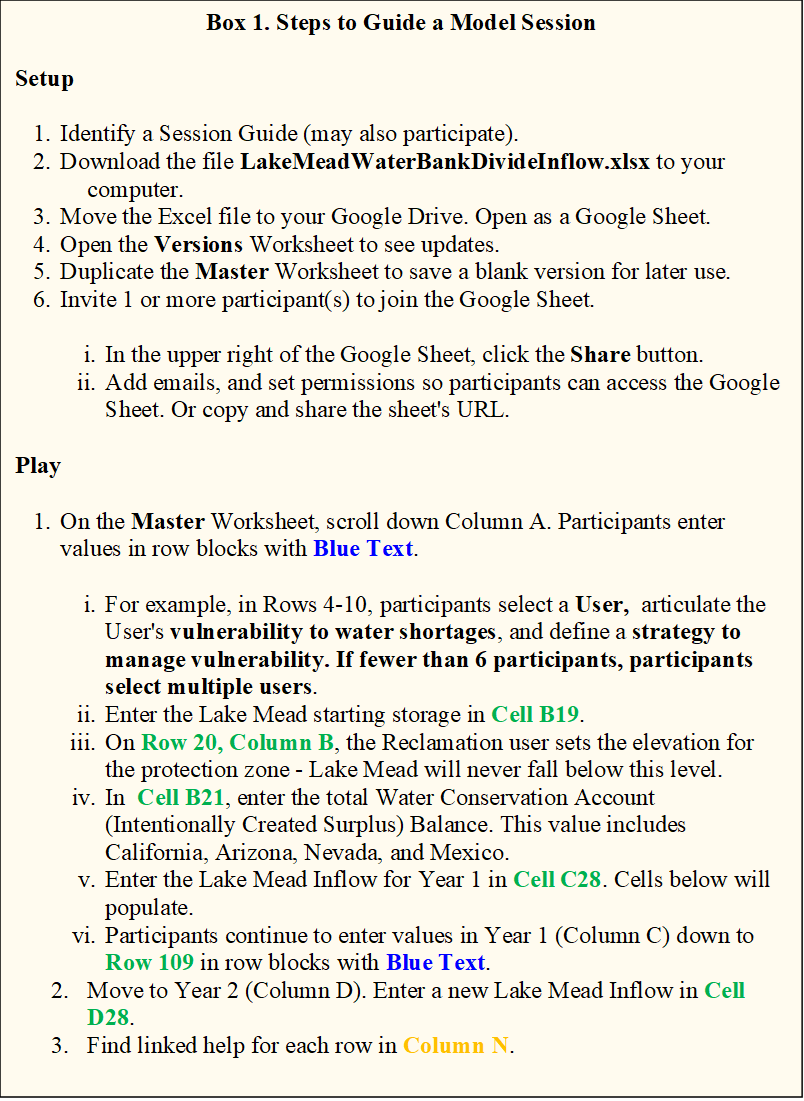 Box 1. Steps to Guide a Model Session
Setup
1. Identify a Session Guide (may also participate).
2. Download the file LakeMeadWaterBankDivideInflow.xlsx to your
computer.
3. Move the Excel file to your Google Drive. Open as a Google Sheet.
4. Open the Versions Worksheet to see updates.
5. Duplicate the Master Worksheet to save a blank version for later use.
6. Invite 1 or more participant(s) to join the Google Sheet.
i. In the upper right of the Google Sheet, click the Share button.
ii. Add emails, and set permissions so participants can access the Google
Sheet. Or copy and share the sheet's URL.
Play
1. On the Master Worksheet, scroll down Column A. Participants enter
values in row blocks with Blue Text.
i. For example, in Rows 4-10, participants select a User, articulate the
User's vulnerability to water shortages, and define a strategy to
manage vulnerability. If fewer than 6 participants, participants
select multiple users.
ii. Enter the Lake Mead starting storage in Cell B19.
iii. On Row 20, Column B, the Reclamation user sets the elevation for
the protection zone - Lake Mead will never fall below this level.
iv. In Cell B21, enter the total Water Conservation Account
(Intentionally Created Surplus) Balance. This value includes
California, Arizona, Nevada, and Mexico.
v. Enter the Lake Mead Inflow for Year 1 in Cell C28. Cells below will
populate.
vi. Participants continue to enter values in Year 1 (Column C) down to
Row 109 in row blocks with Blue Text.
2. Move to Year 2 (Column D). Enter a new Lake Mead Inflow in Cell
D28.
3. Find linked help for each row in Column N.